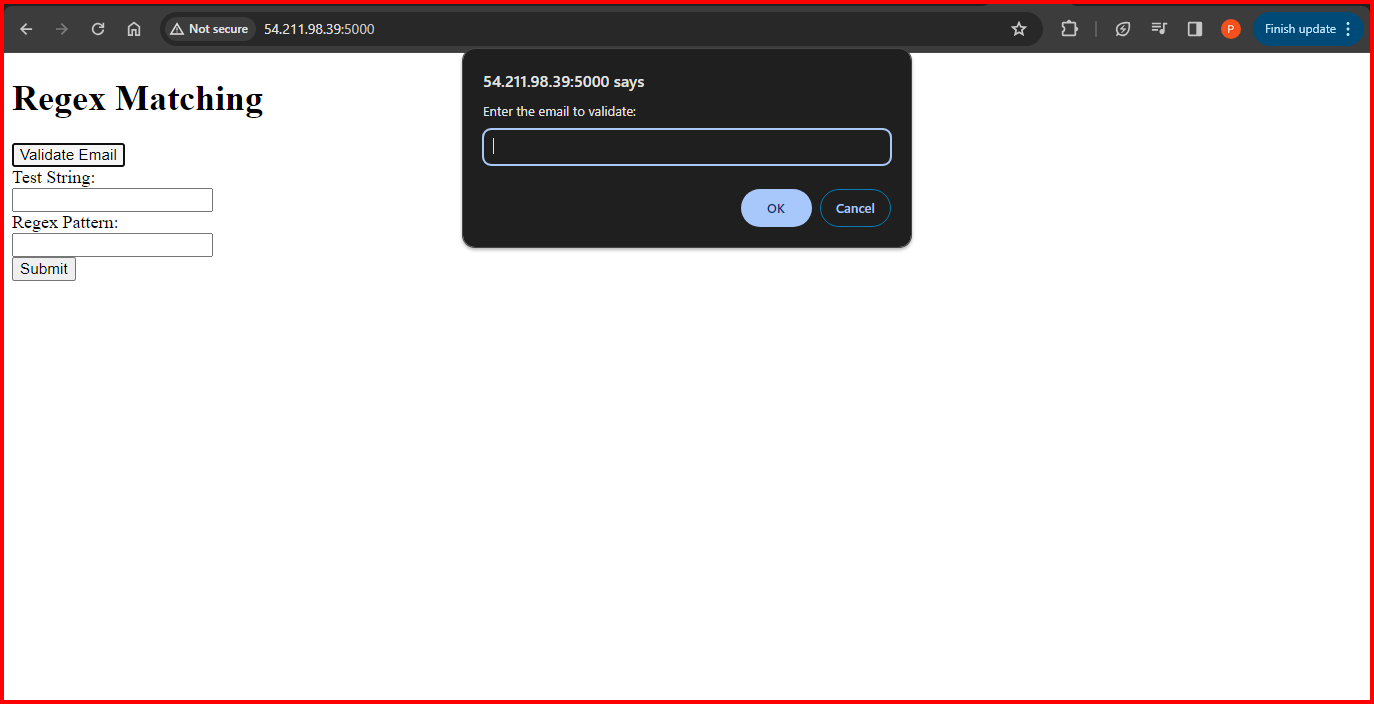 Not secure 54.211.98.39:5000 P Finish update
54.211.98.39:5000 says
Enter the email to validate:
OK Cancel
Regex Matching
Validate Email
Test String:
Regex Pattern:
Submit